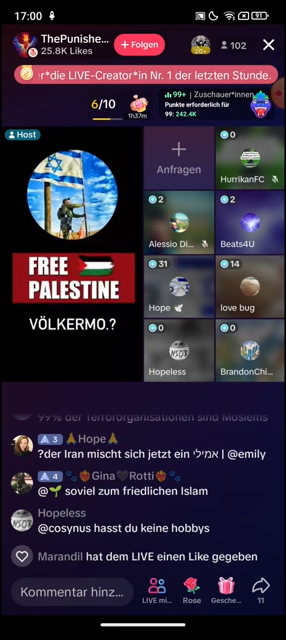 17:00
91
ThePunishe...
25.8K Likes
+ Folgen
20+
102
er*die LIVE-Creator*in Nr. 1 der letzten Stunde.
6/10
1h37m
99+ | Zuschauer*innen
Punkte erforderlich für
99: 242.4K
Host
FREE
PALESTINE
VÖLKERMO.?
Anfragen
0
HurrikanFC
2
Alessio Di...
2
Beats4U
31
Hope 🕊
14
love bug
0
Hopeless
0
BrandonChi...
99% der Terrororganisationen sind Moslems
3 🙏Hope🙏
?der Iran mischt sich jetzt ein אמילי | @emily
4 🐾Gina🖤Rotti🐾
@🌱 soviel zum friedlichen Islam
Hopeless
@cosynus hasst du keine hobbys
Marandil hat dem LIVE einen Like gegeben
Kommentar hinz...
LIVE mi...
Rose
Gesche...
11